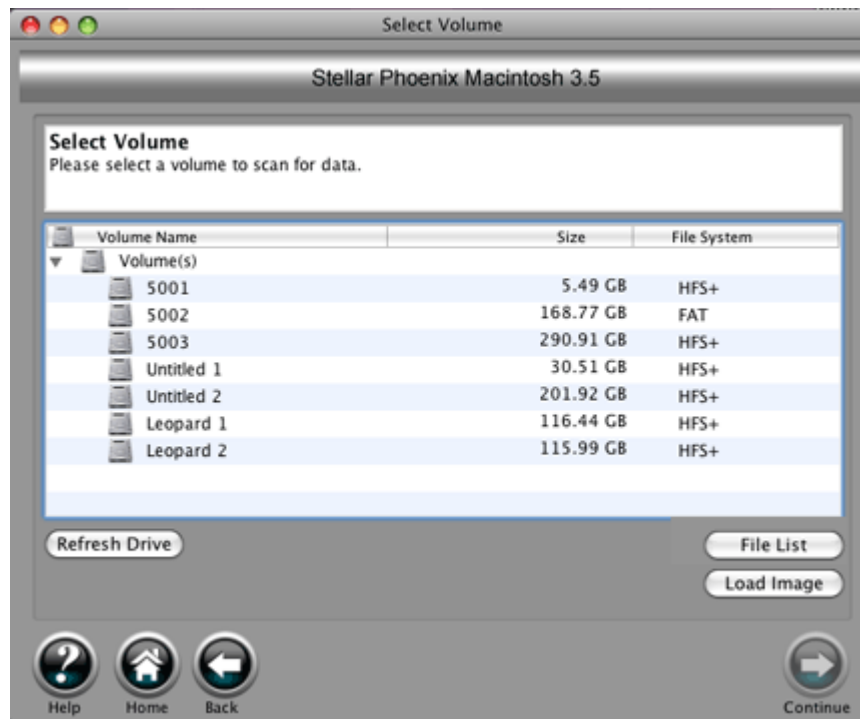 Select Volume
Stellar Phoenix Macintosh 3.5
Select Volume
Please select a volume to scan for data.
Volume Name Size File System
Volume(s)
5001 5.49 GB HFS+
5002 168.77 GB FAT
5003 290.91 GB HFS+
Untitled 1 30.51 GB HFS+
Untitled 2 201.92 GB HFS+
Leopard 1 116.44 GB HFS+
Leopard 2 115.99 GB HFS+
Refresh Drive File List
Load Image
Help Home Back Continue